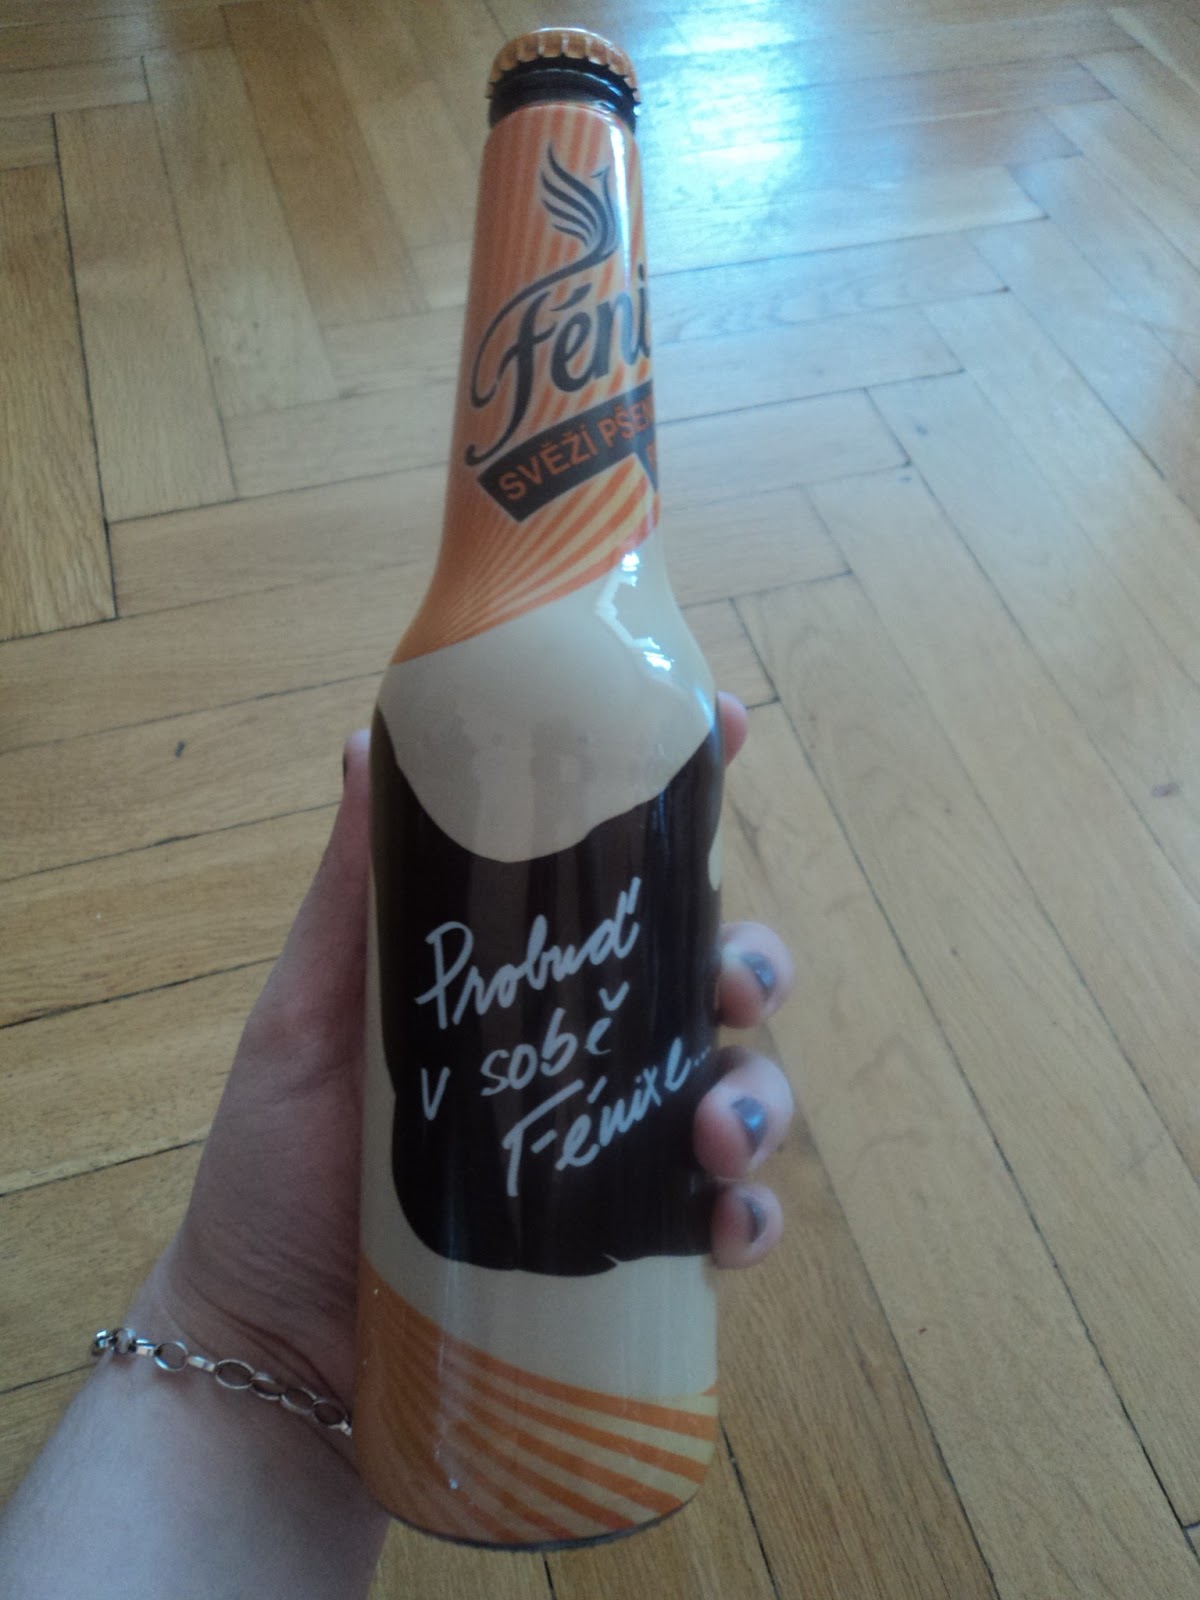 Féni
SVĚŽÍ PŠEN
Probuď
v sobě
Fénixe...